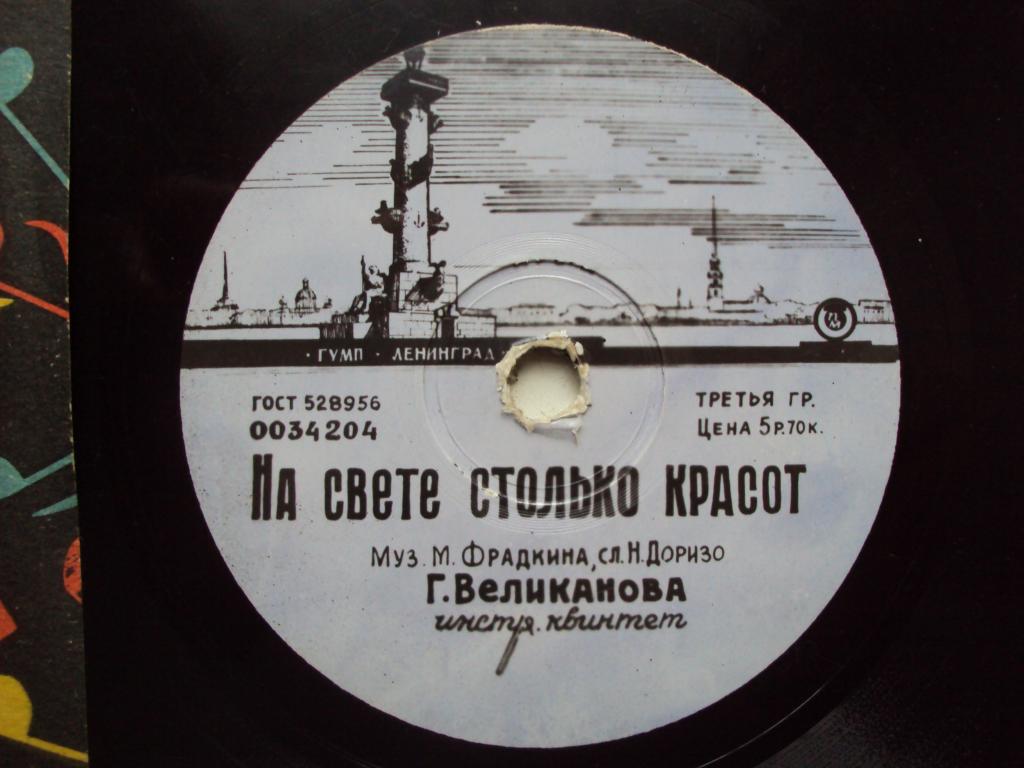 · ГУМП · ЛЕНИНГРАД
ГОСТ 528956
0034204
ТРЕТЬЯ ГР.
ЦЕНА 5Р.70К.
НА СВЕТЕ СТОЛЬКО КРАСОТ
МУЗ. М. ФРАДКИНА, СЛ. Н. ДОРИЗО
Г. ВЕЛИКАНОВА
инстр. квинтет